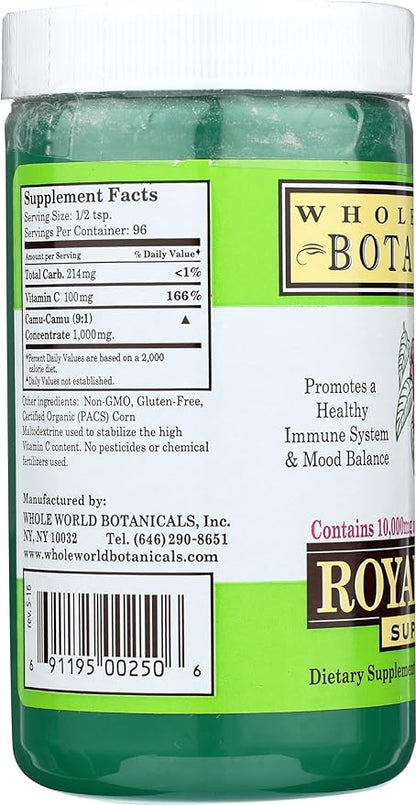 Supplement Facts
Serving Size: 1/2 tsp.
Servings Per Container: 96
Amount per Serving % Daily Value♦
Total Carb. 214mg <1%
Vitamin C 100mg 166%
Camu-Camu (9:1) ▲
Concentrate 1,000mg.
*Percent Daily Values are based on a 2,000
calorie diet.
♦Daily Values not established.
Other ingredients: Non-GMO, Gluten-Free,
Certified Organic (PACS) Corn
Maltodextrine used to stabilize the high
Vitamin C content. No pesticides or chemical
fertilizers used.
Manufactured by:
WHOLE WORLD BOTANICALS, Inc.
NY, NY 10032 Tel. (646) 290-8651
www.wholeworldbotanicals.com
rev. 5-16
6 91195 00250 6
WHOLE
BOTA
Promotes a
Healthy
Immune System
& Mood Balance
Contains 10,000mg
ROYA
SUP
Dietary Supplement